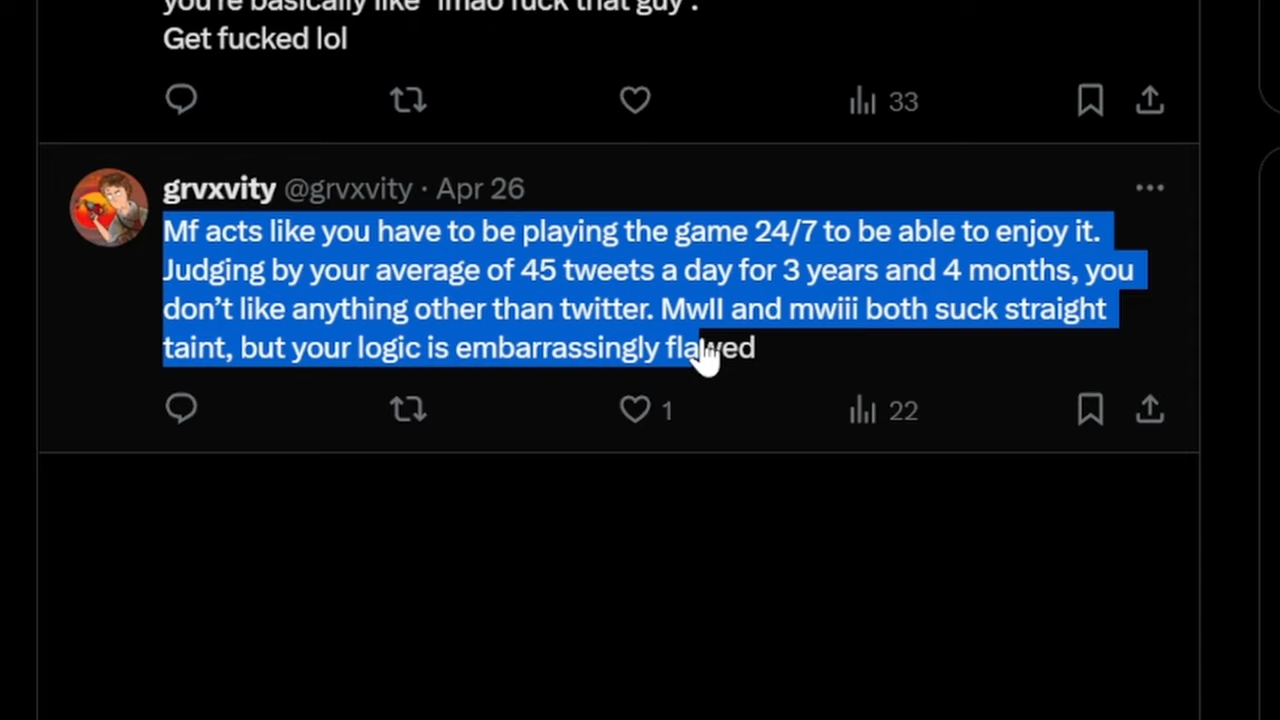 you're basically like "lmao fuck that guy".
Get fucked lol
33
grvxvity @grvxvity · Apr 26
Mf acts like you have to be playing the game 24/7 to be able to enjoy it.
Judging by your average of 45 tweets a day for 3 years and 4 months, you
don’t like anything other than twitter. MwII and mwiii both suck straight
taint, but your logic is embarrassingly flawed
1 22